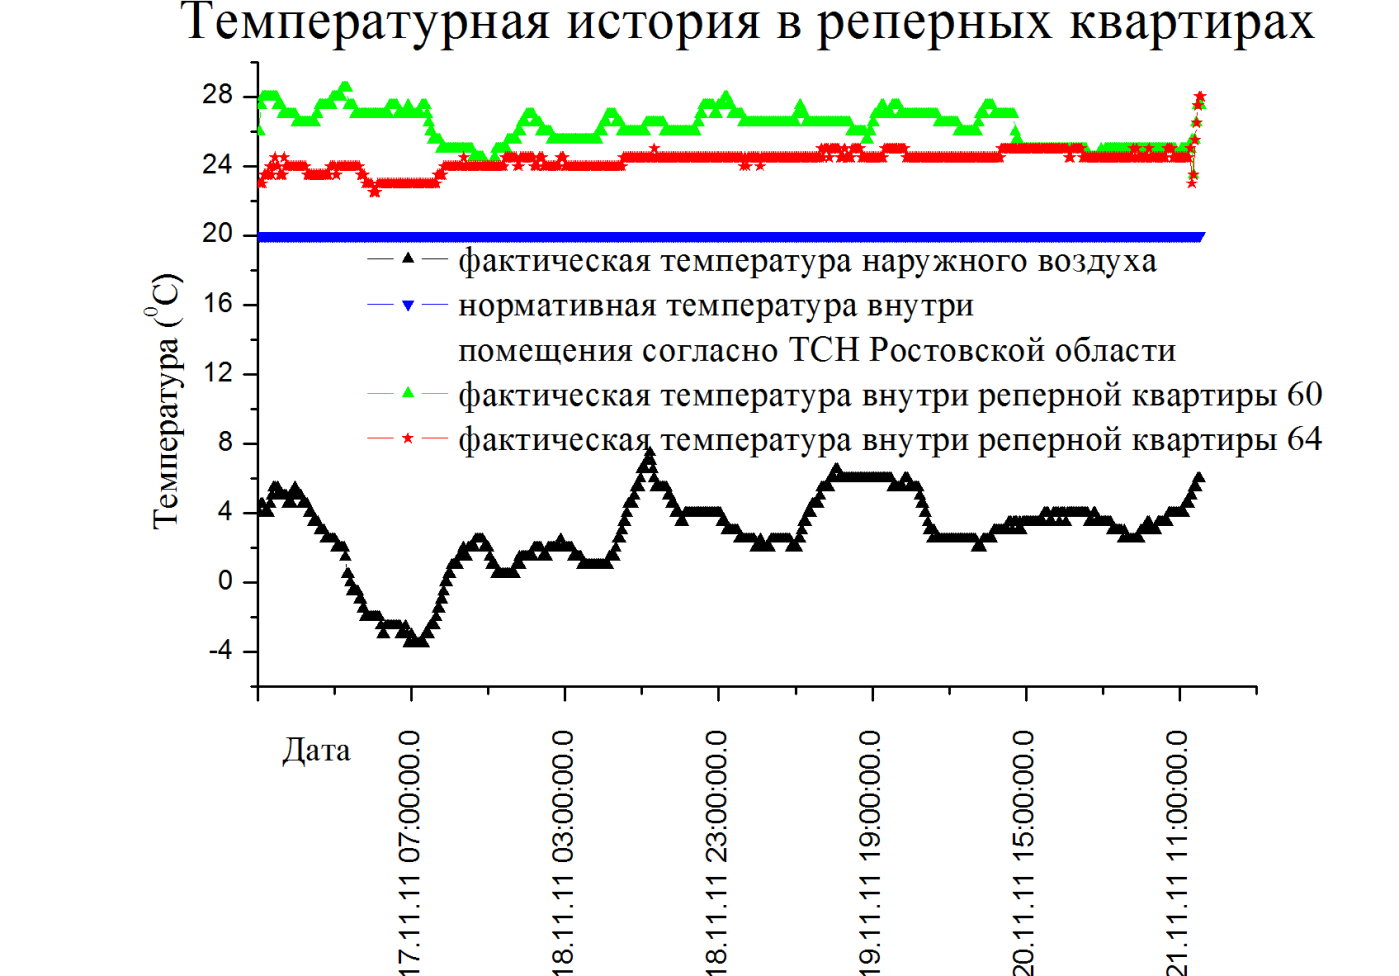 Температурная история в реперных квартирах
28
24
20
16
12
8
4
0
-4
Температура (⁰С)
фактическая температура наружного воздуха
нормативная температура внутри
помещения согласно ТСН Ростовской области
фактическая температура внутри реперной квартиры 60
фактическая температура внутри реперной квартиры 64
Дата
17.11.11 07:00:00.0
18.11.11 03:00:00.0
18.11.11 23:00:00.0
19.11.11 19:00:00.0
20.11.11 15:00:00.0
21.11.11 11:00:00.0